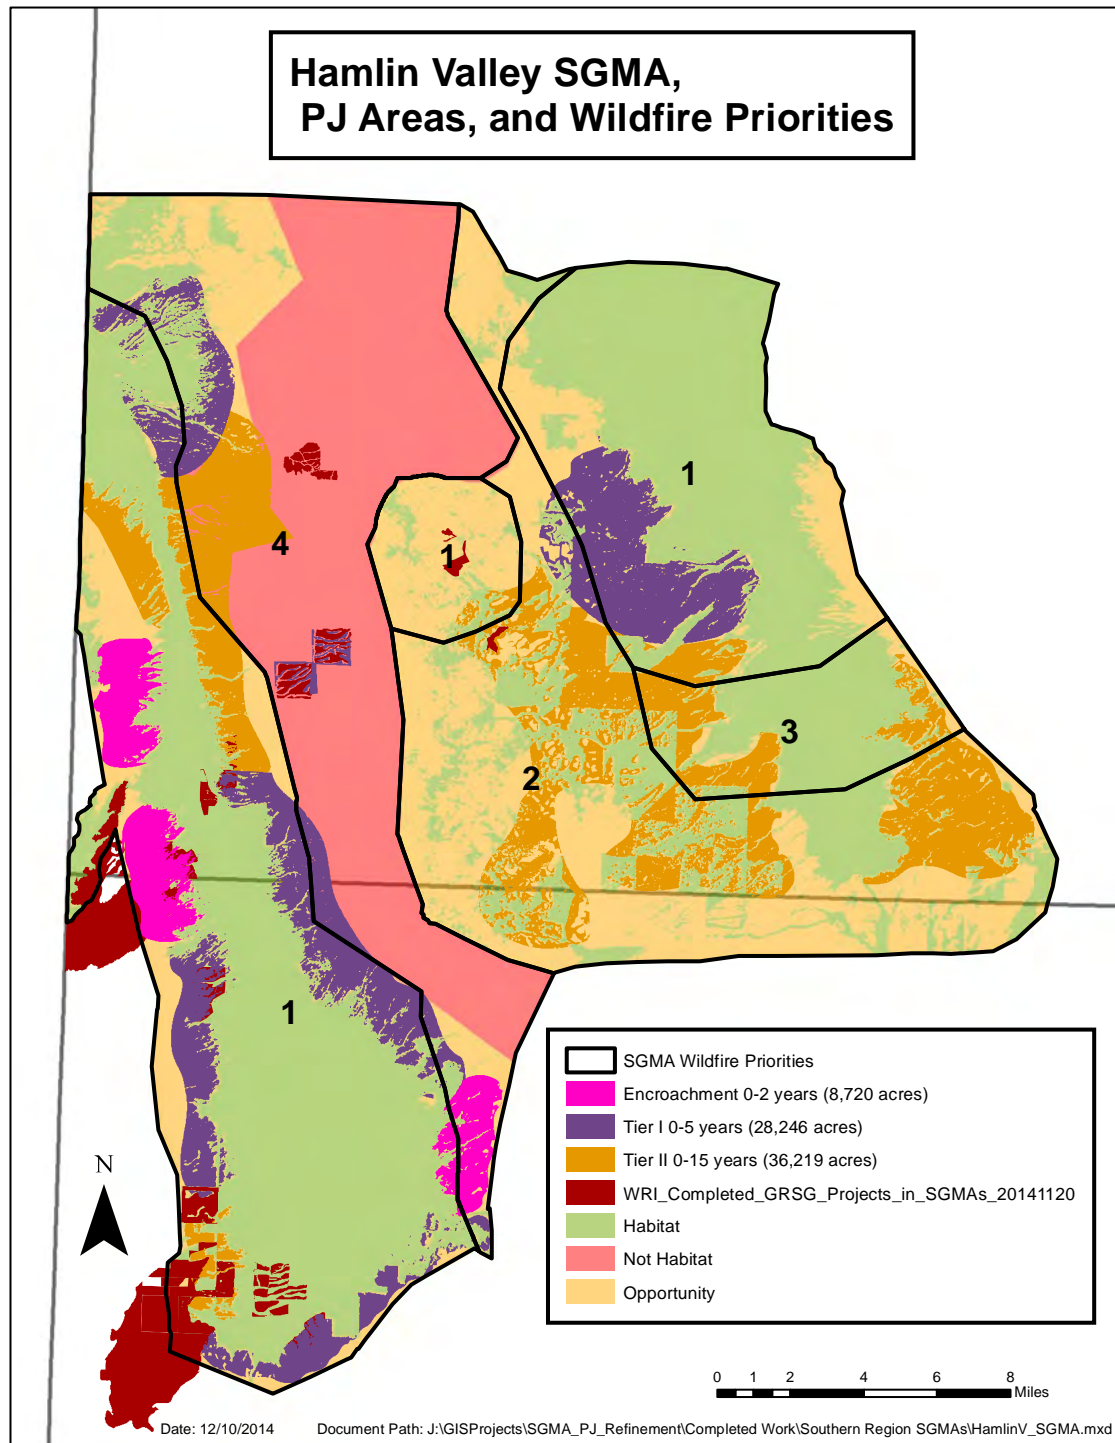 Hamlin Valley SGMA,
PJ Areas, and Wildfire Priorities
1
4
1
3
2
1
SGMA Wildfire Priorities
Encroachment 0-2 years (8,720 acres)
Tier I 0-5 years (28,246 acres)
Tier II 0-15 years (36,219 acres)
WRI_Completed_GRSG_Projects_in_SGMAs_20141120
Habitat
Not Habitat
Opportunity
N
0 1 2 4 6 8
Miles
Date: 12/10/2014 Document Path: J:\GISProjects\SGMA_PJ_Refinement\Completed Work\Southern Region SGMAs\HamlinV_SGMA.mxd